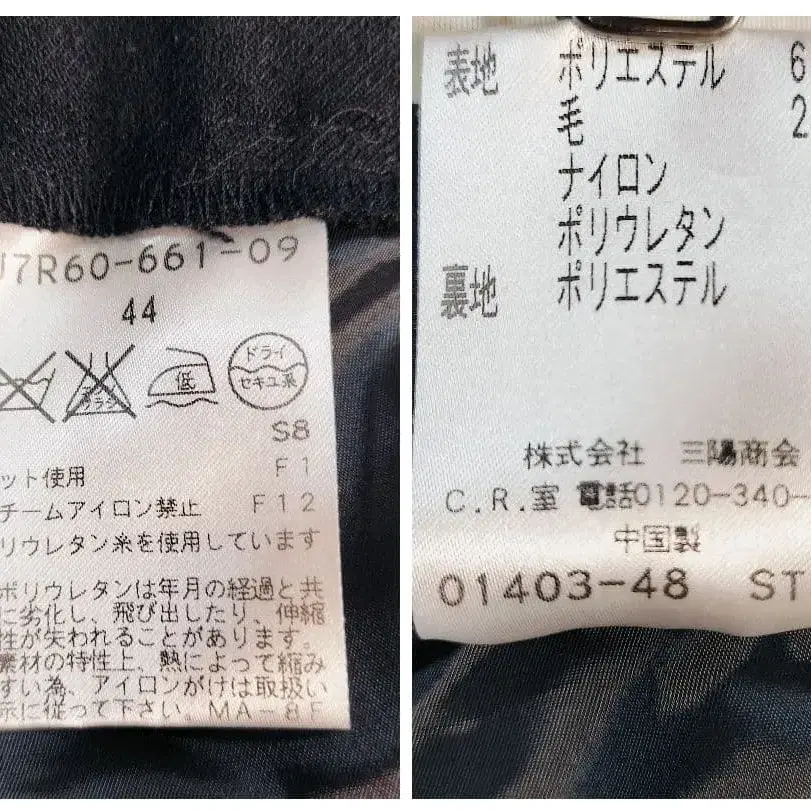 J7R60-661-09
44
エンソ サラシ
低
ドライ
セキユ系
S8
ット使用 F1
チームアイロン禁止 F12
リウレタン糸を使用しています
ポリウレタンは年月の経過と共
に劣化し、飛び出したり、伸縮
性が失われることがあります。
素材の特性上、熱によって縮み
すい為、アイロンがけは取扱い
示に従って下さい。MA-8F
表地 ポリエステル 6
毛 2
ナイロン
ポリウレタン
裏地 ポリエステル
株式会社 三陽商会
C.R.室 電話0120-340-
中国製
01403-48 ST